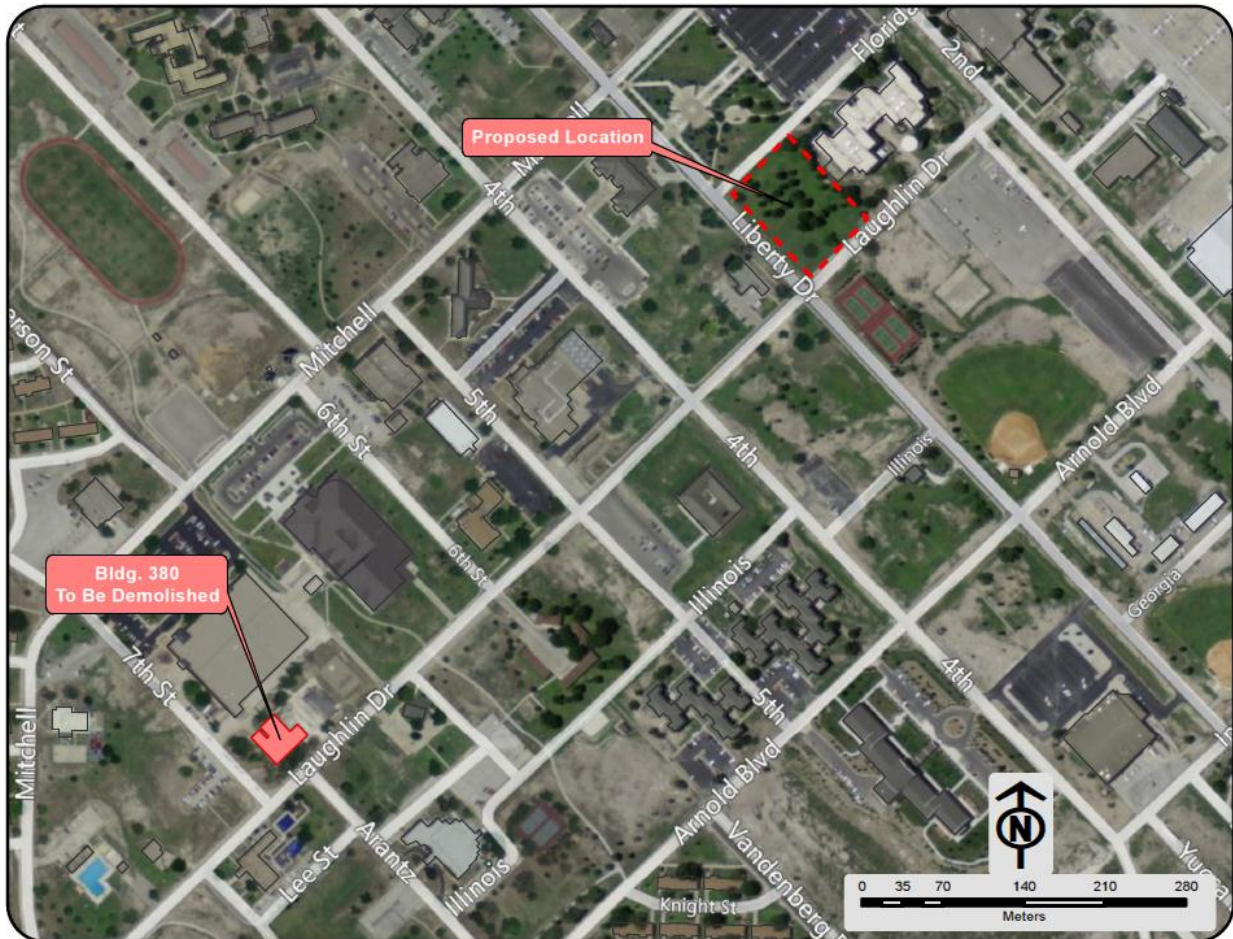 Florida
2nd
Proposed Location
4th
Laughlin Dr
Liberty Dr
Mitchell
5th
6th St
4th
Illinois
Arnold Blvd
6th St
Georgia
Illinois
Bldg. 380
To Be Demolished
7th St
4th
5th
Mitchell
Laughlin Dr
Arnold Blvd
N
Arantz
Lee St
Illinois
Vandenberg
Knight St
0 35 70 140 210 280
Meters